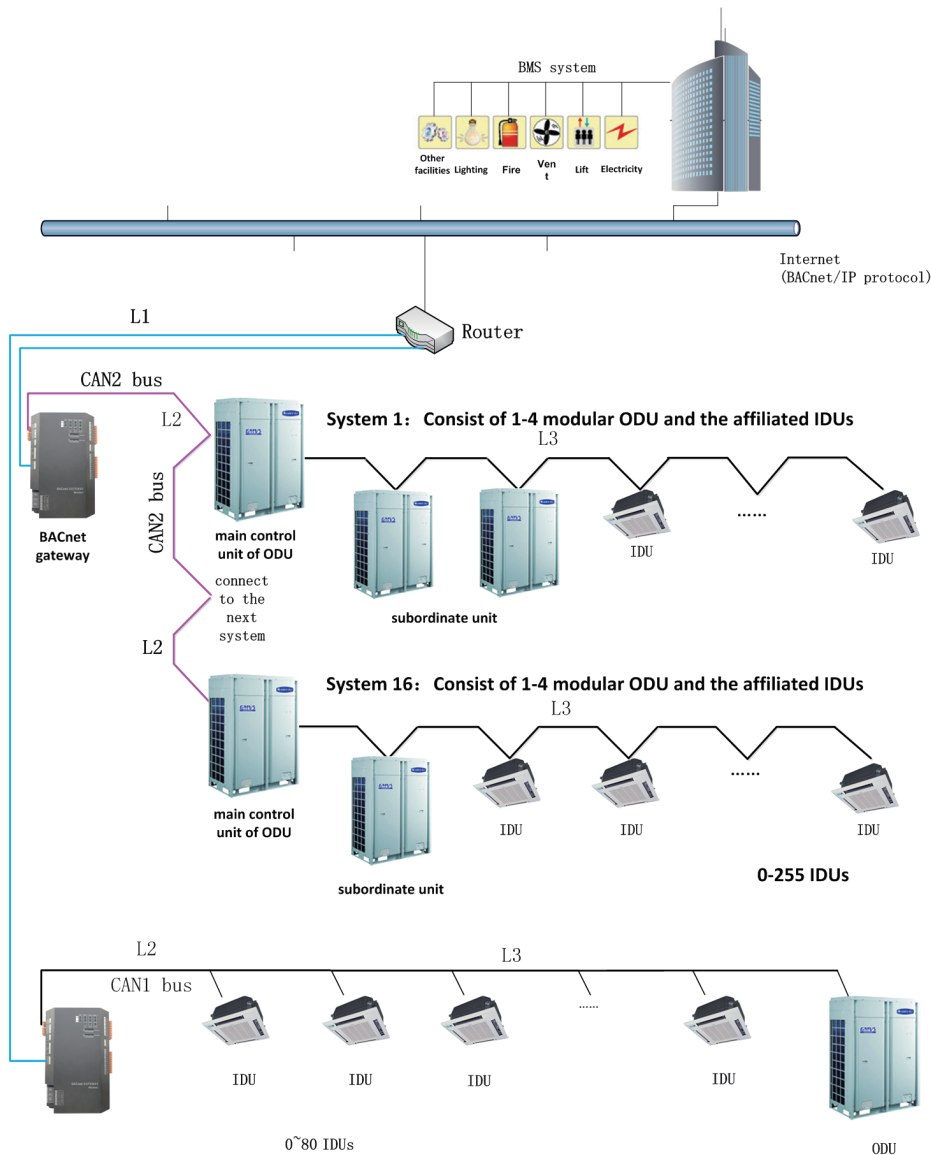 BMS system
Other
facilities
Lighting
Fire
Ven
t
Lift
Electricity
Internet
(BACnet/IP protocol)
L1
Router
CAN2 bus
L2
System 1: Consist of 1-4 modular ODU and the affiliated IDUs
L3
CAN2 bus
BACnet
gateway
main control
unit of ODU
IDU
......
IDU
connect
to the
next
system
subordinate unit
L2
System 16: Consist of 1-4 modular ODU and the affiliated IDUs
L3
......
main control
unit of ODU
IDU
IDU
IDU
subordinate unit
0-255 IDUs
L2
L3
CAN1 bus
......
IDU
IDU
IDU
IDU
0~80 IDUs
ODU